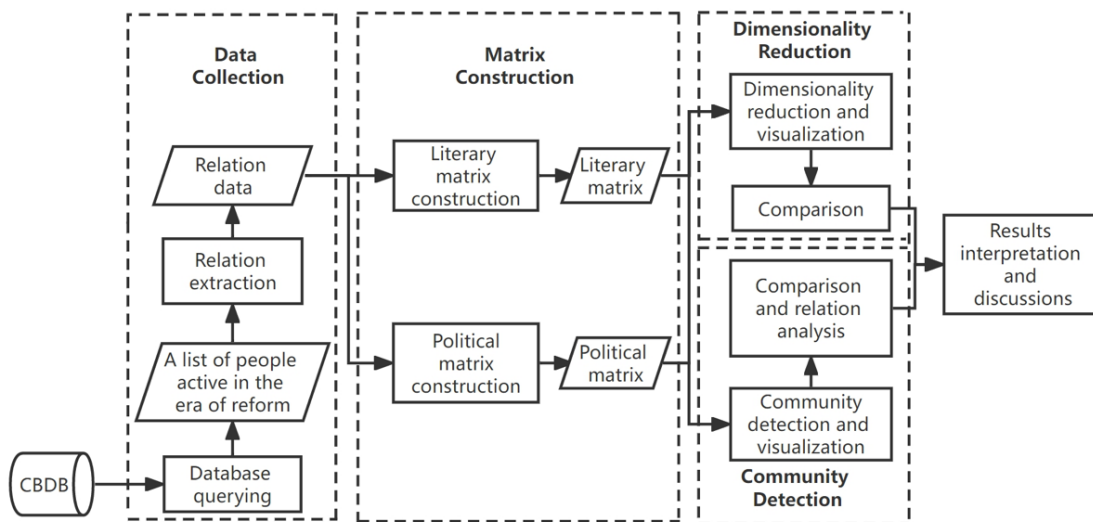 Data
Collection
Relation
data
Relation
extraction
A list of people
active in the
era of reform
Database
querying
CBDB
Matrix
Construction
Literary
matrix
construction
Literary
matrix
Political
matrix
construction
Political
matrix
Dimensionality
Reduction
Dimensionality
reduction and
visualization
Comparison
Comparison
and relation
analysis
Community
detection and
visualization
Community
Detection
Results
interpretation
and
discussions